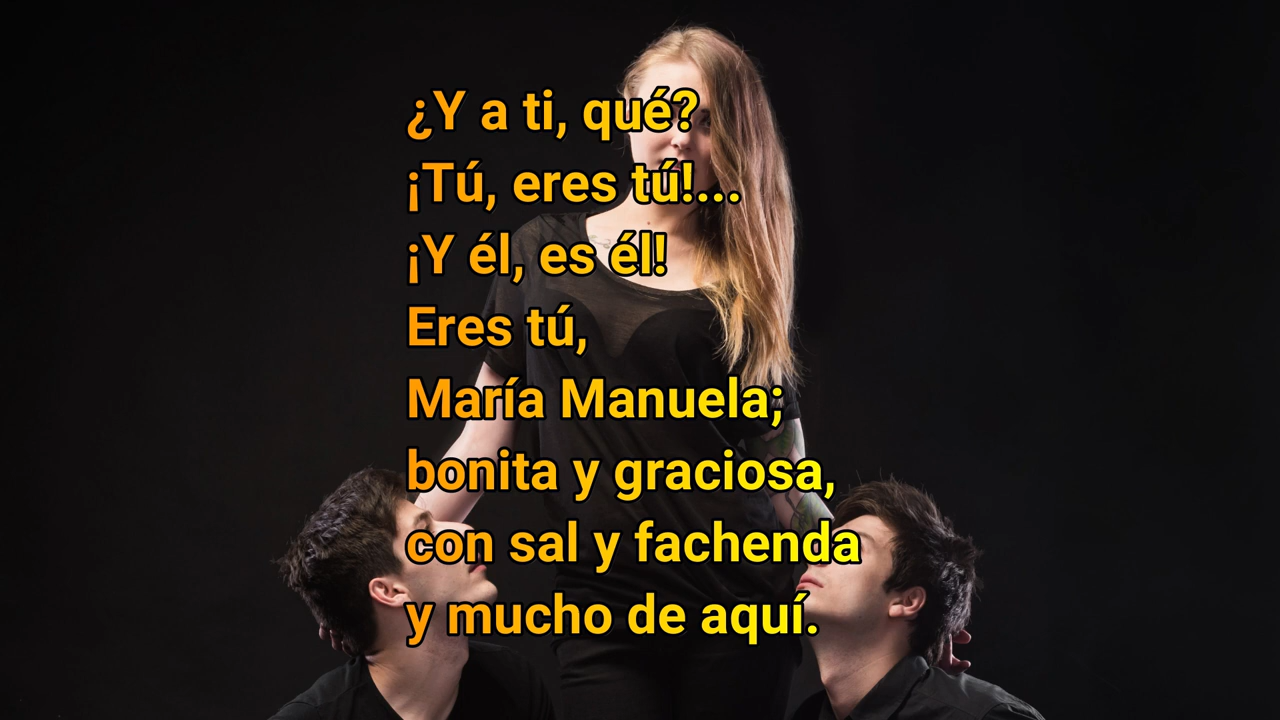 ¿Y a ti, qué?
¡Tú, eres tú!...
¡Y él, es él!
Eres tú,
María Manuela;
bonita y graciosa,
con sal y fachenda
y mucho de aquí.